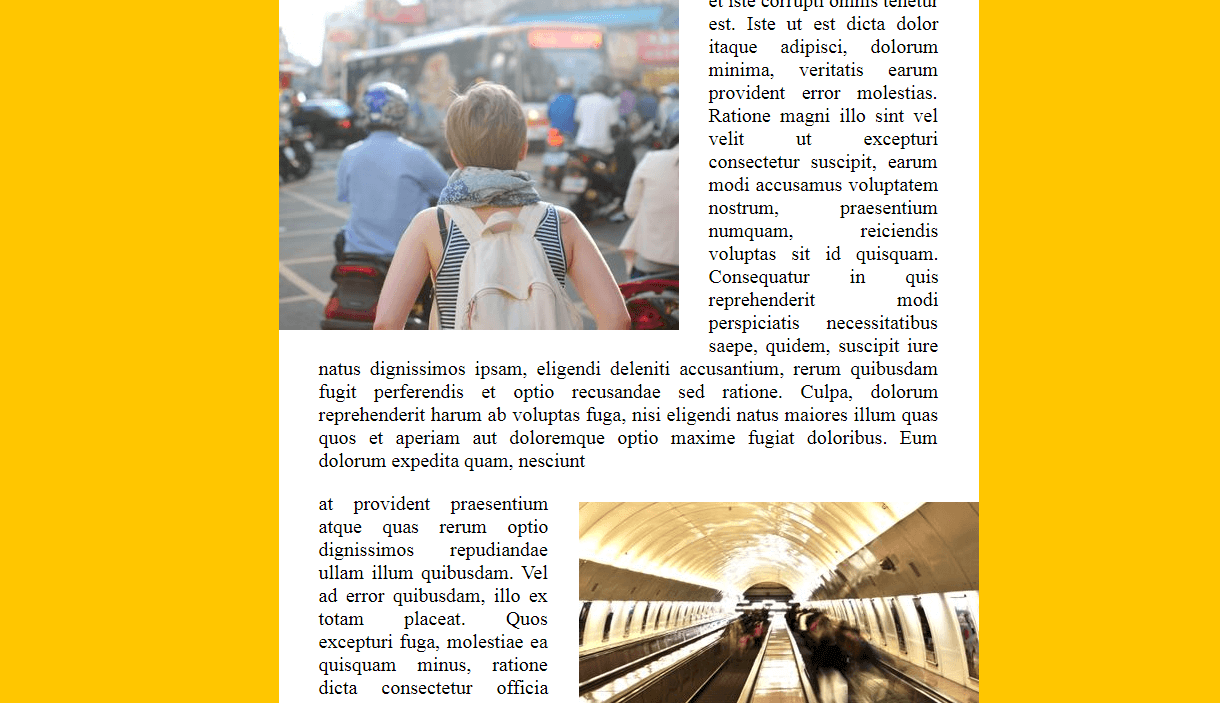 et iste corrupti omnis tenetur
est. Iste ut est dicta dolor
itaque adipisci, dolorum
minima, veritatis earum
provident error molestias.
Ratione magni illo sint vel
velit ut excepturi
consectetur suscipit, earum
modi accusamus voluptatem
nostrum, praesentium
numquam, reiciendis
voluptas sit id quisquam.
Consequatur in quis
reprehenderit modi
perspiciatis necessitatibus
saepe, quidem, suscipit iure
natus dignissimos ipsam, eligendi deleniti accusantium, rerum quibusdam
fugit perferendis et optio recusandae sed ratione. Culpa, dolorum
reprehenderit harum ab voluptas fuga, nisi eligendi natus maiores illum quas
quos et aperiam aut doloremque optio maxime fugiat doloribus. Eum
dolorum expedita quam, nesciunt
at provident praesentium
atque quas rerum optio
dignissimos repudiandae
ullam illum quibusdam. Vel
ad error quibusdam, illo ex
totam placeat. Quos
excepturi fuga, molestiae ea
quisquam minus, ratione
dicta consectetur officia